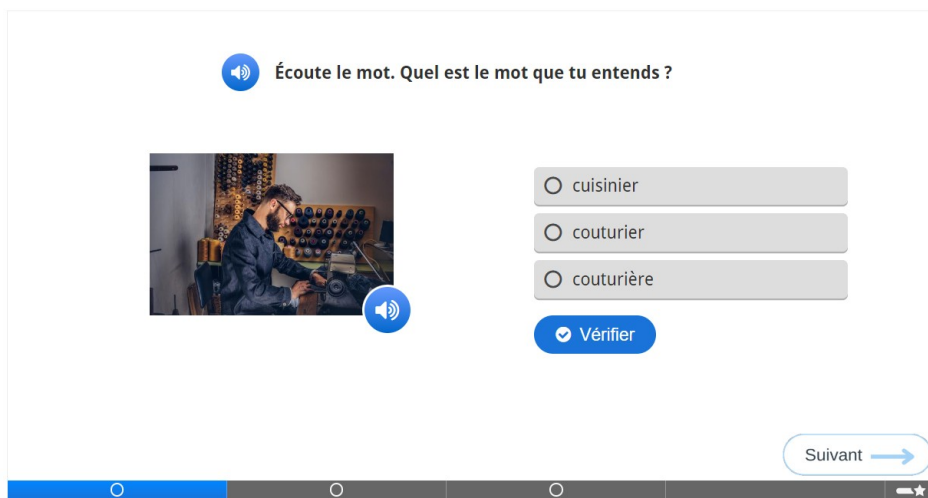 Écoute le mot. Quel est le mot que tu entends ?
cuisinier
couturier
couturière
Vérifier
Suivant